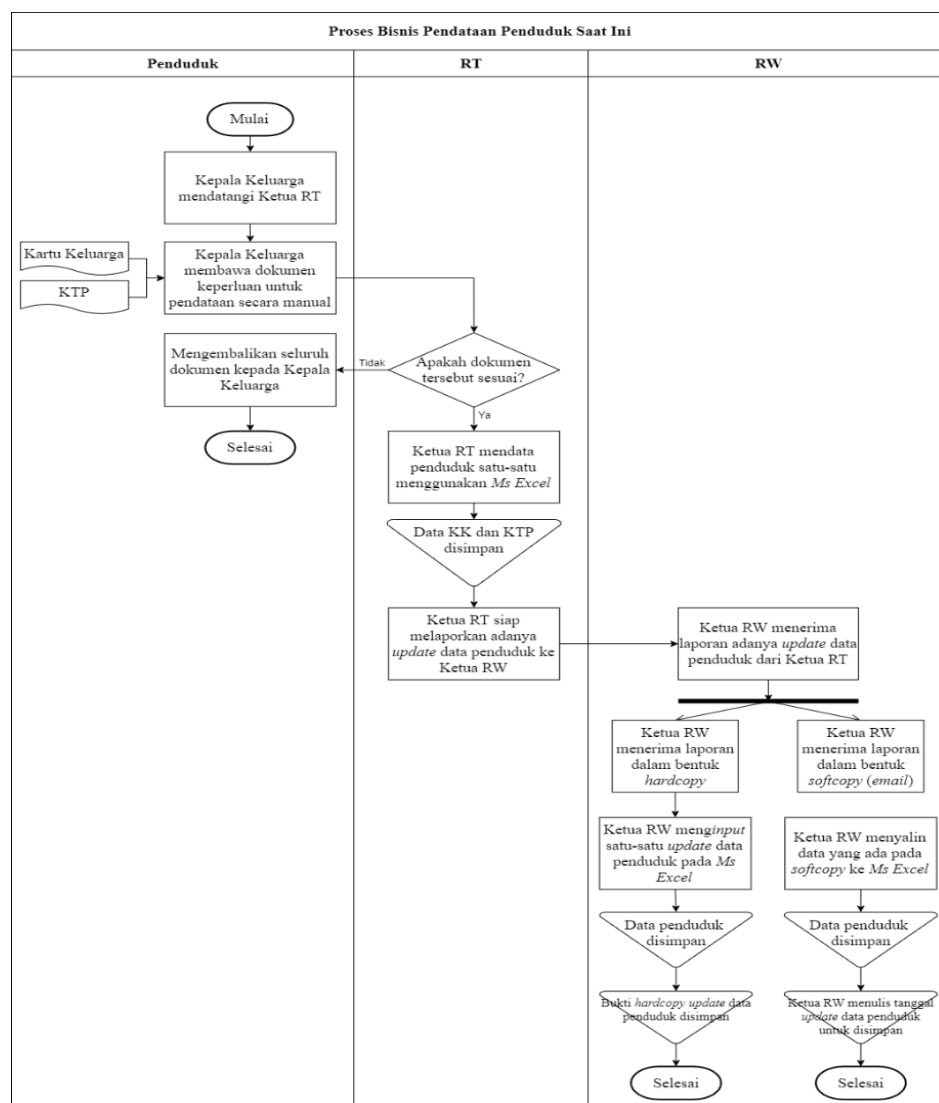 Proses Bisnis Pendataan Penduduk Saat Ini
Penduduk
RT
RW
Mulai
Kepala Keluarga
mendatangi Ketua RT
Kartu Keluarga
KTP
Kepala Keluarga
membawa dokumen
keperluan untuk
pendataan secara manual
Apakah dokumen
tersebut sesuai?
Tidak
Mengembalikan seluruh
dokumen kepada Kepala
Keluarga
Selesai
Ya
Ketua RT mendata
penduduk satu-satu
menggunakan Ms Excel
Data KK dan KTP
disimpan
Ketua RT siap
melaporkan adanya
update data penduduk ke
Ketua RW
Ketua RW menerima
laporan adanya update data
penduduk dari Ketua RT
Ketua RW
menerima laporan
dalam bentuk
hardcopy
Ketua RW menginput
satu-satu update data
penduduk pada Ms
Excel
Data penduduk
disimpan
Bukti hardcopy update data
penduduk disimpan
Selesai
Ketua RW
menerima laporan
dalam bentuk
softcopy (email)
Ketua RW menyalin
data yang ada pada
softcopy ke Ms Excel
Data penduduk
disimpan
Ketua RW menulis tanggal
update data penduduk
untuk disimpan
Selesai